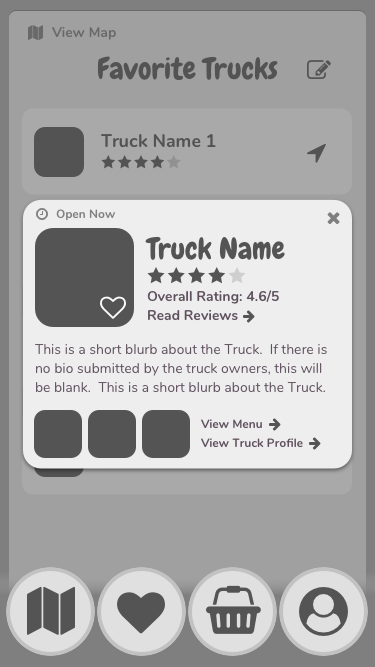 View Map
Favorite Trucks
Truck Name 1
Open Now
Truck Name
Overall Rating: 4.6/5
Read Reviews
This is a short blurb about the Truck.  If there is
no bio submitted by the truck owners, this will
be blank.  This is a short blurb about the Truck.
View Menu
View Truck Profile